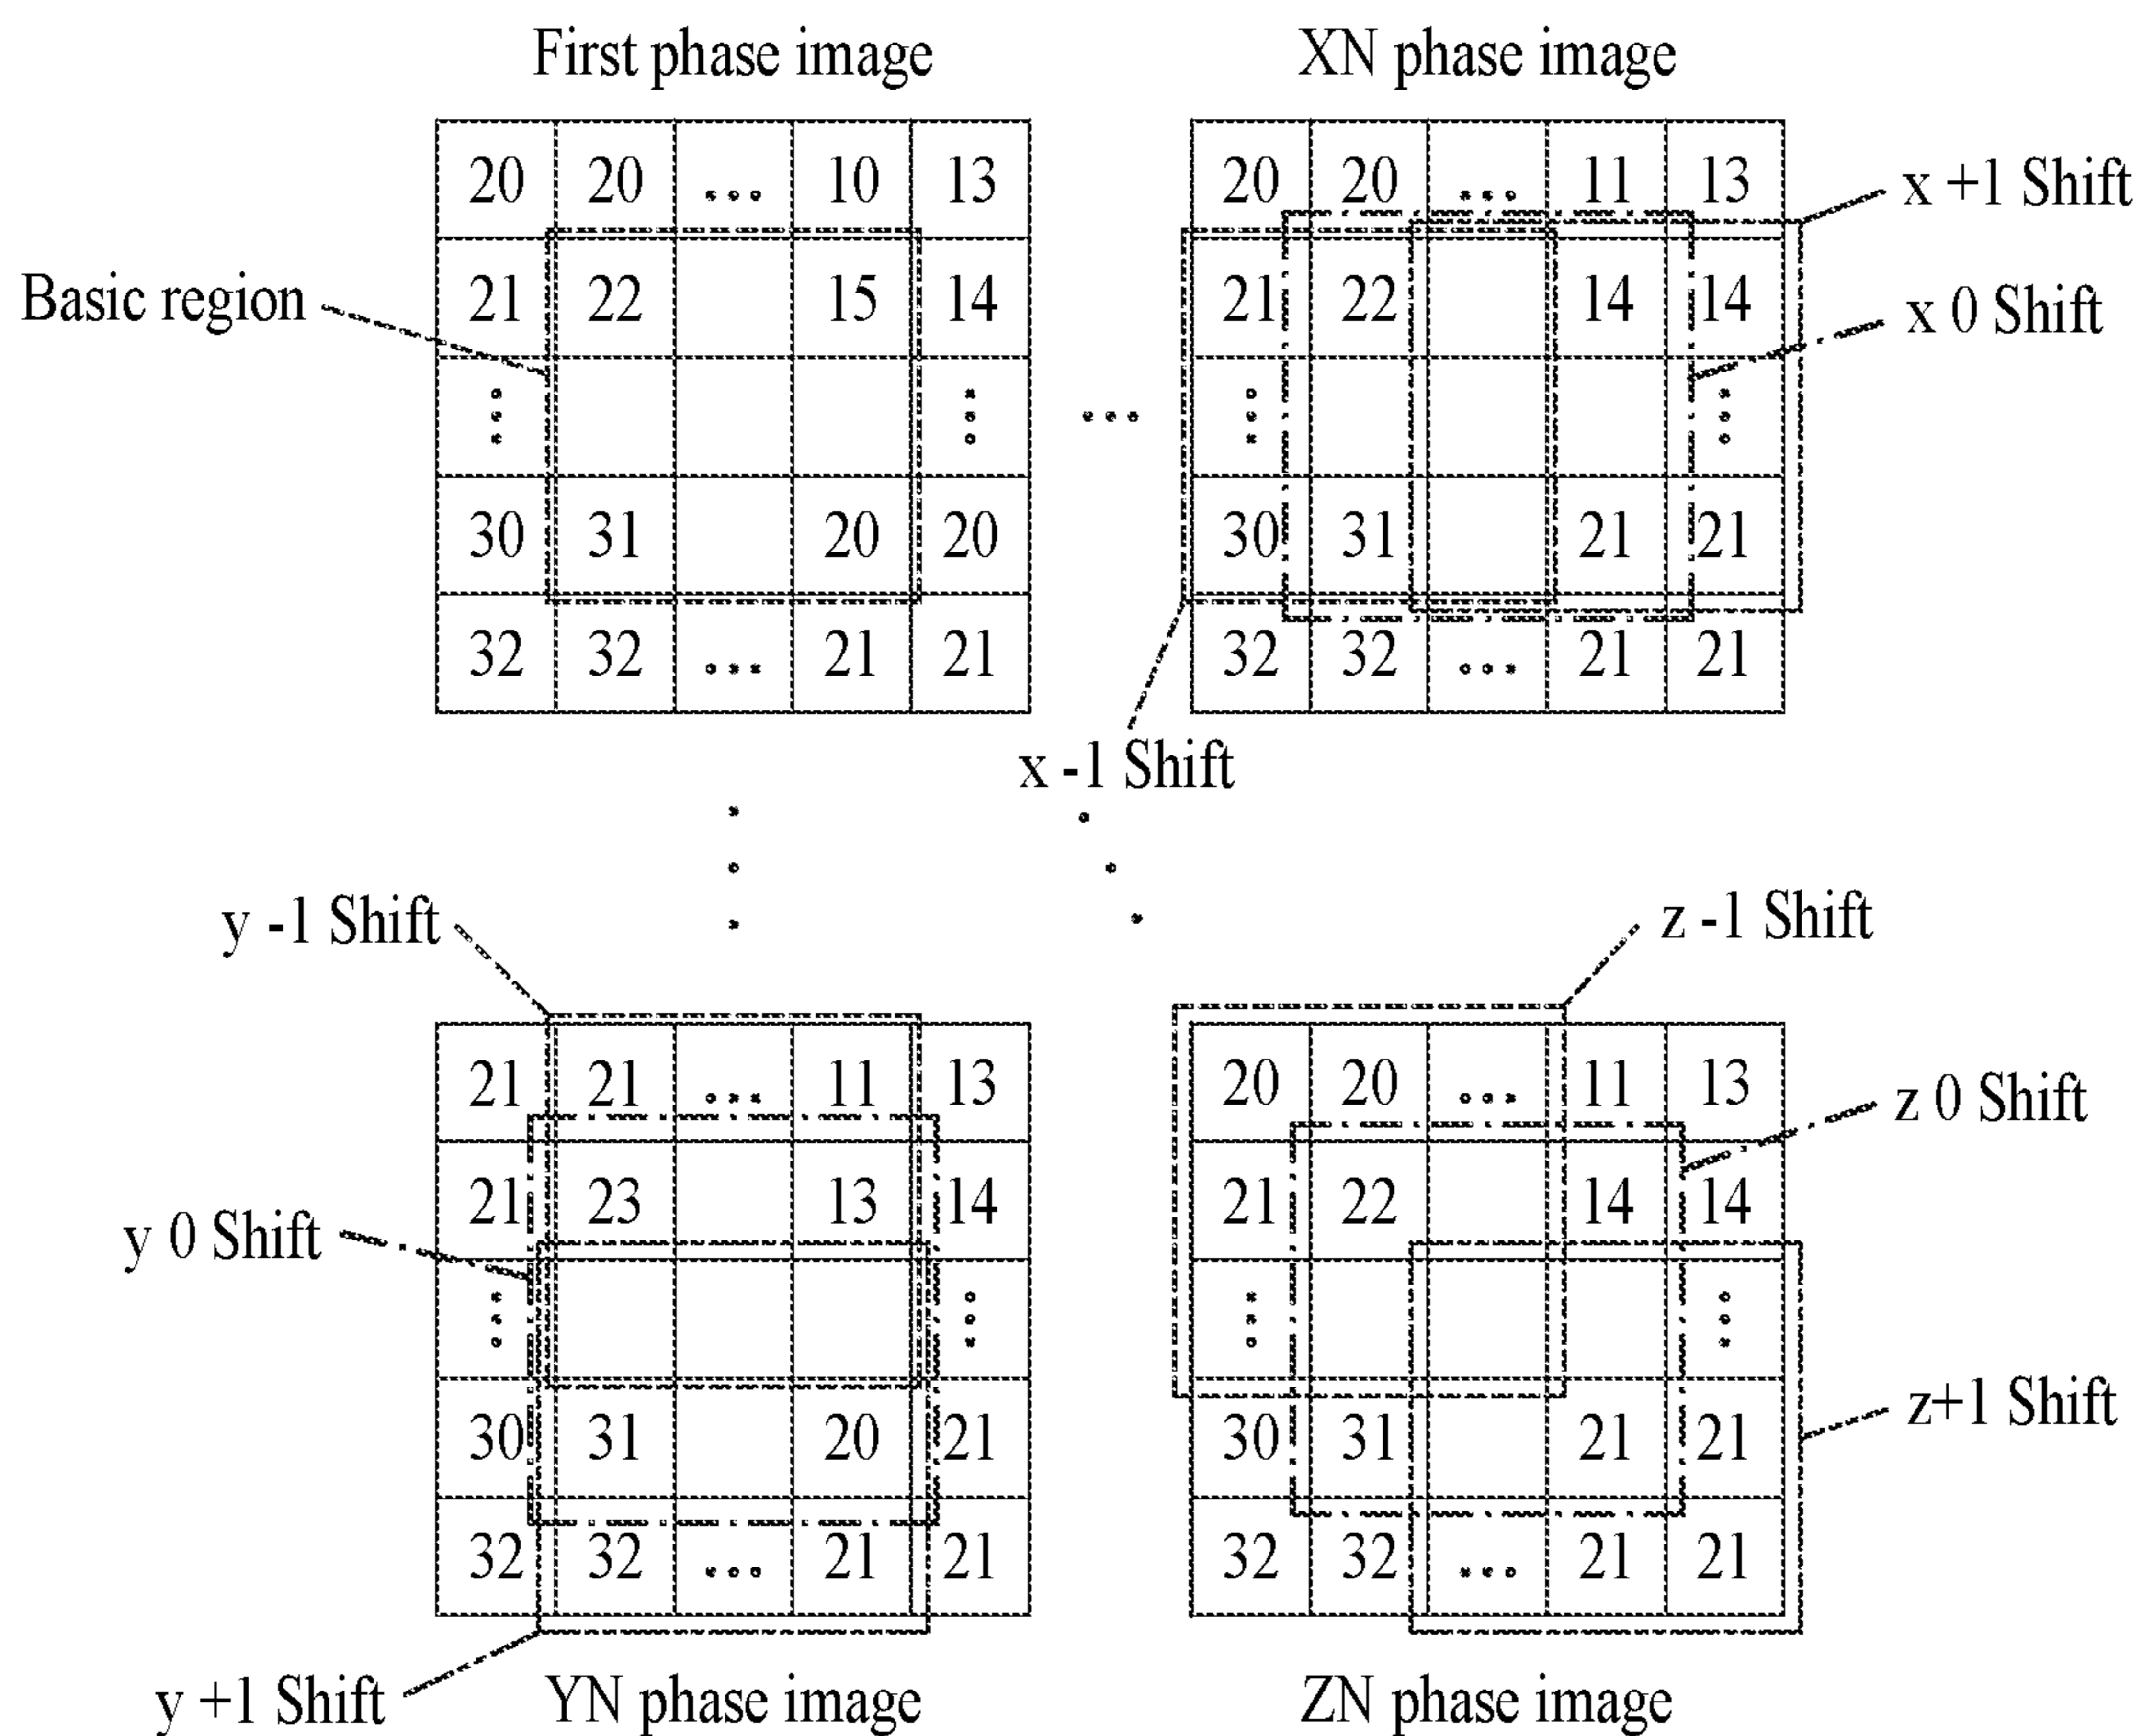 First phase image
XN phase image
20 20 ... 10 13
20 20 ... 11 13
x +1 Shift
Basic region
21 22 15 14
21 22 14 14
x 0 Shift
...
30 31 20 20
30 31 21 21
32 32 ... 21 21
32 32 ... 21 21
x -1 Shift
y -1 Shift
z -1 Shift
21 21 ... 11 13
20 20 ... 11 13
z 0 Shift
21 23 13 14
21 22 14 14
y 0 Shift
30 31 20 21
30 31 21 21
z+1 Shift
32 32 ... 21 21
32 32 ... 21 21
y +1 Shift
YN phase image
ZN phase image